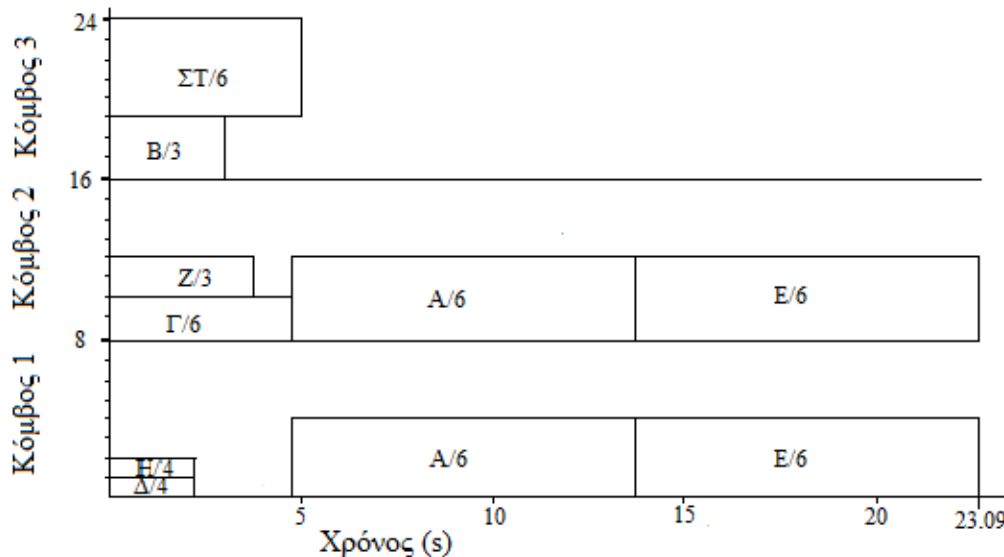 24
Κόμβος 3
ΣΤ/6
Β/3
16
Κόμβος 2
Ζ/3
Γ/6
Α/6
Ε/6
8
Κόμβος 1
Α/6
Ε/6
Η/4
Δ/4
5
10
15
20
23.09
Χρόνος (s)